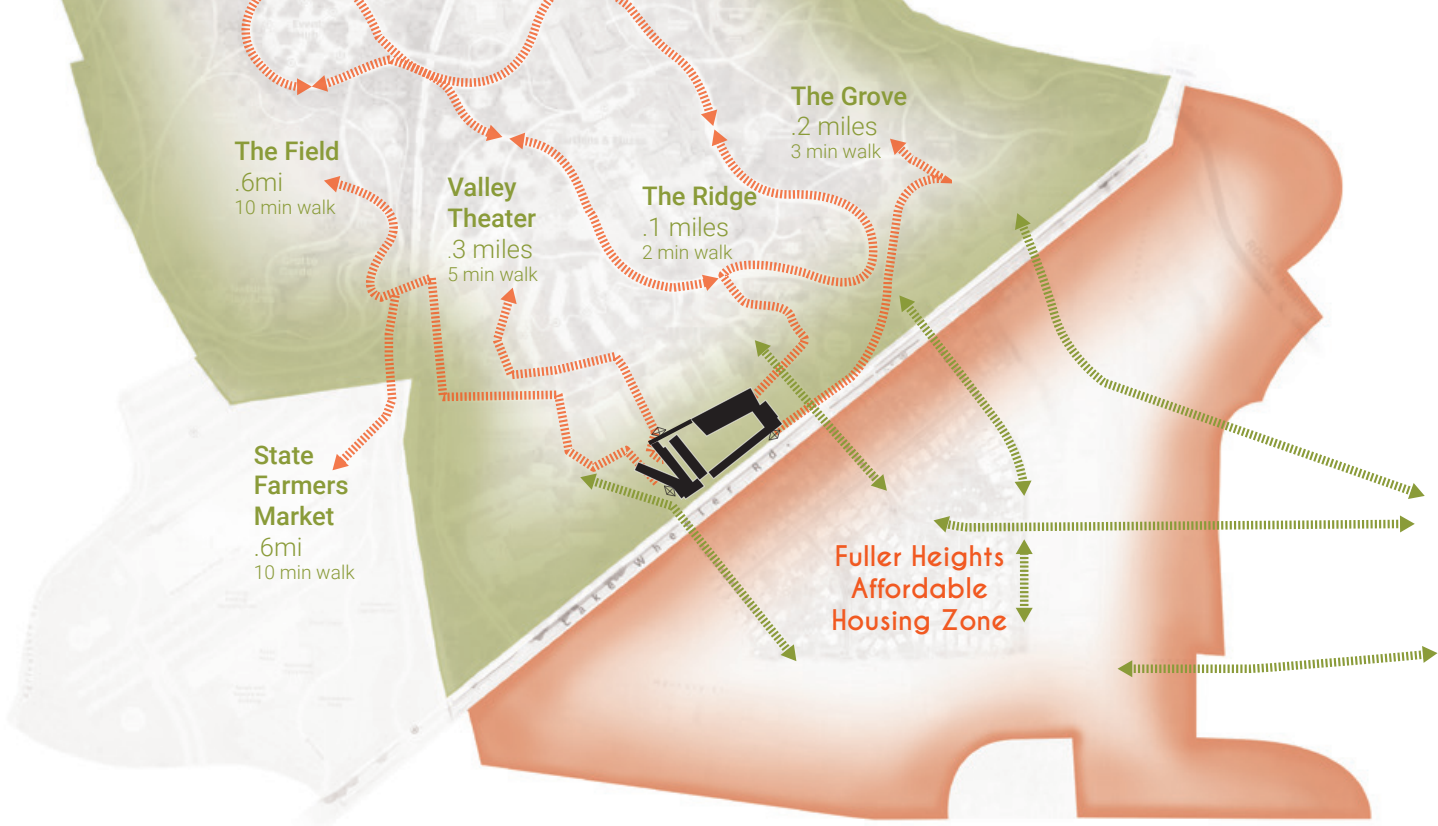 The Grove
.2 miles
3 min walk
The Field
.6mi
10 min walk
Valley
Theater
.3 miles
5 min walk
The Ridge
.1 miles
2 min walk
Lake Wheeler Rd.
State
Farmers
Market
.6mi
10 min walk
Fuller Heights
Affordable
Housing Zone